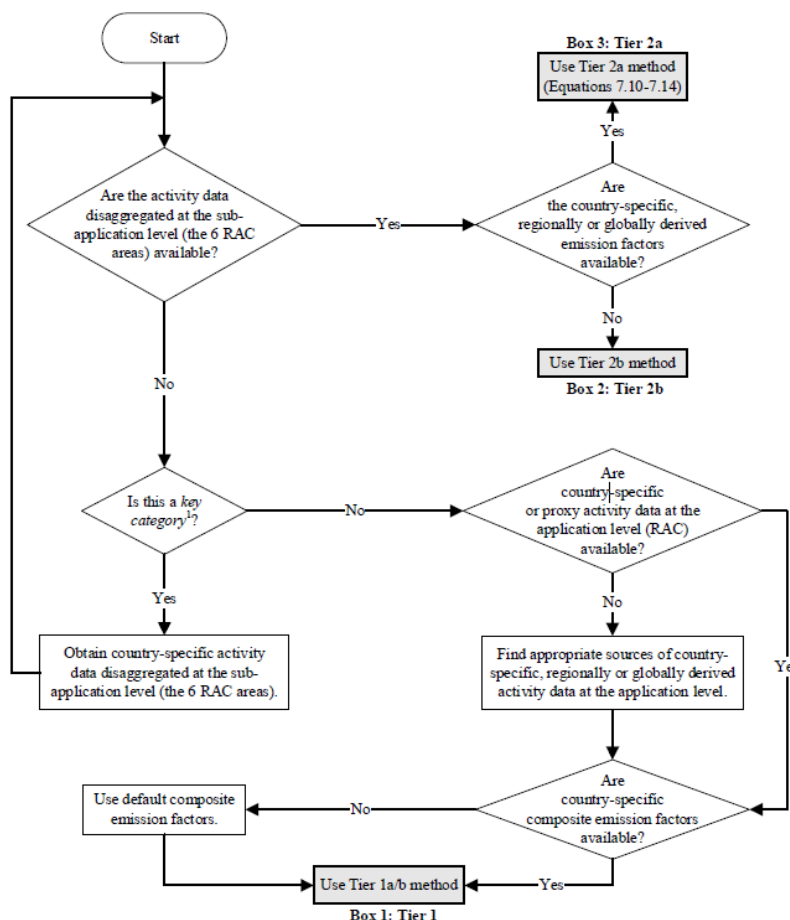 Start
Box 3: Tier 2a
Use Tier 2a method
(Equations 7.10-7.14)
Yes
Are the activity data
disaggregated at the sub-
application level (the 6 RAC
areas) available?
Yes
Are
the country-specific,
regionally or globally derived
emission factors
available?
No
Use Tier 2b method
Box 2: Tier 2b
No
Is this a key
category1?
No
Are
country-specific
or proxy activity data at the
application level (RAC)
available?
Yes
No
Obtain country-specific activity
data disaggregated at the sub-
application level (the 6 RAC areas).
Find appropriate sources of country-
specific, regionally or globally derived
activity data at the application level.
Ye
Are
country-specific
composite emission factors
available?
No
Use default composite
emission factors.
Yes
Use Tier 1a/b method
Box 1: Tier 1